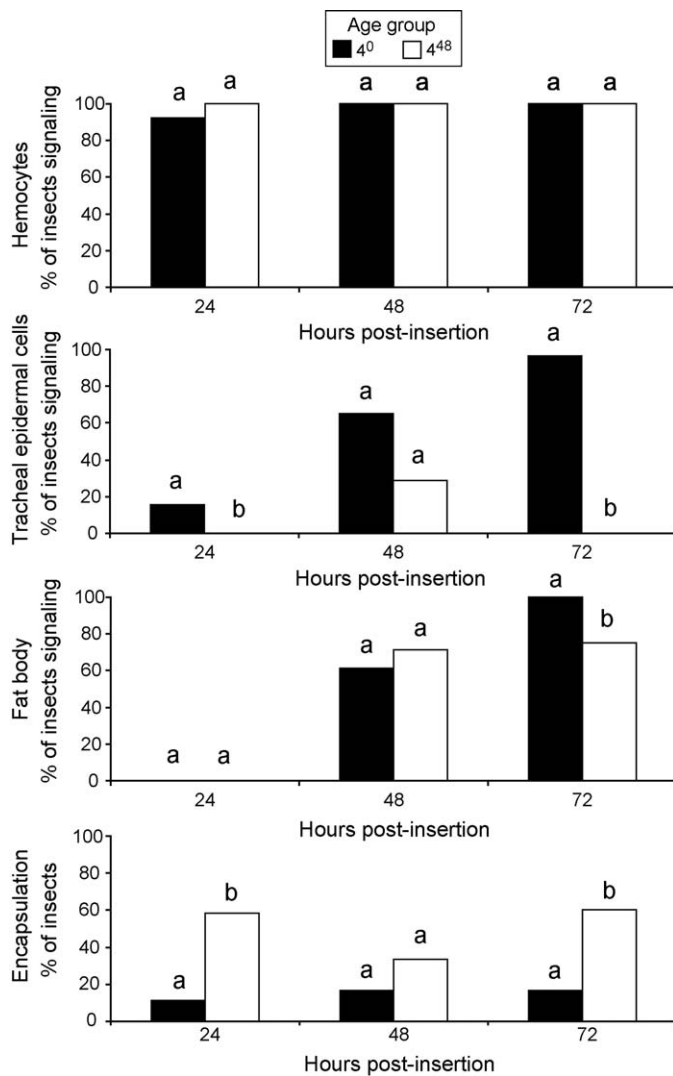 Age group
4⁰ 4⁴⁸
Hemocytes
% of insects signaling
100
80
60
40
20
0
a a a a a a
24 48 72
Hours post-insertion
Tracheal epidermal cells
% of insects signaling
100
80
60
40
20
0
a b a a a b
24 48 72
Hours post-insertion
Fat body
% of insects signaling
100
80
60
40
20
0
a a a a a b
24 48 72
Hours post-insertion
Encapsulation
% of insects
100
80
60
40
20
0
a b a a a b
24 48 72
Hours post-insertion